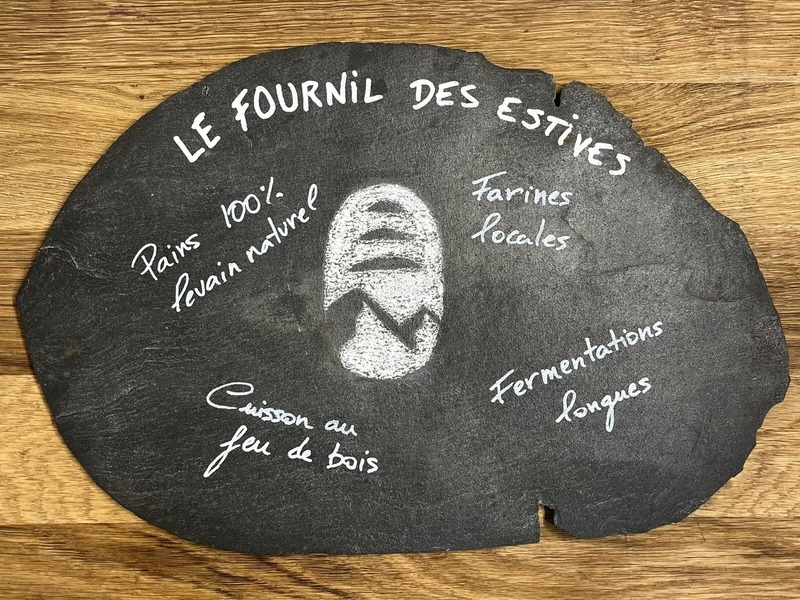 LE FOURNIL DES ESTIVES
Pains 100%
levain naturel
Farines
locales
Cuisson au
feu de bois
Fermentations
longues